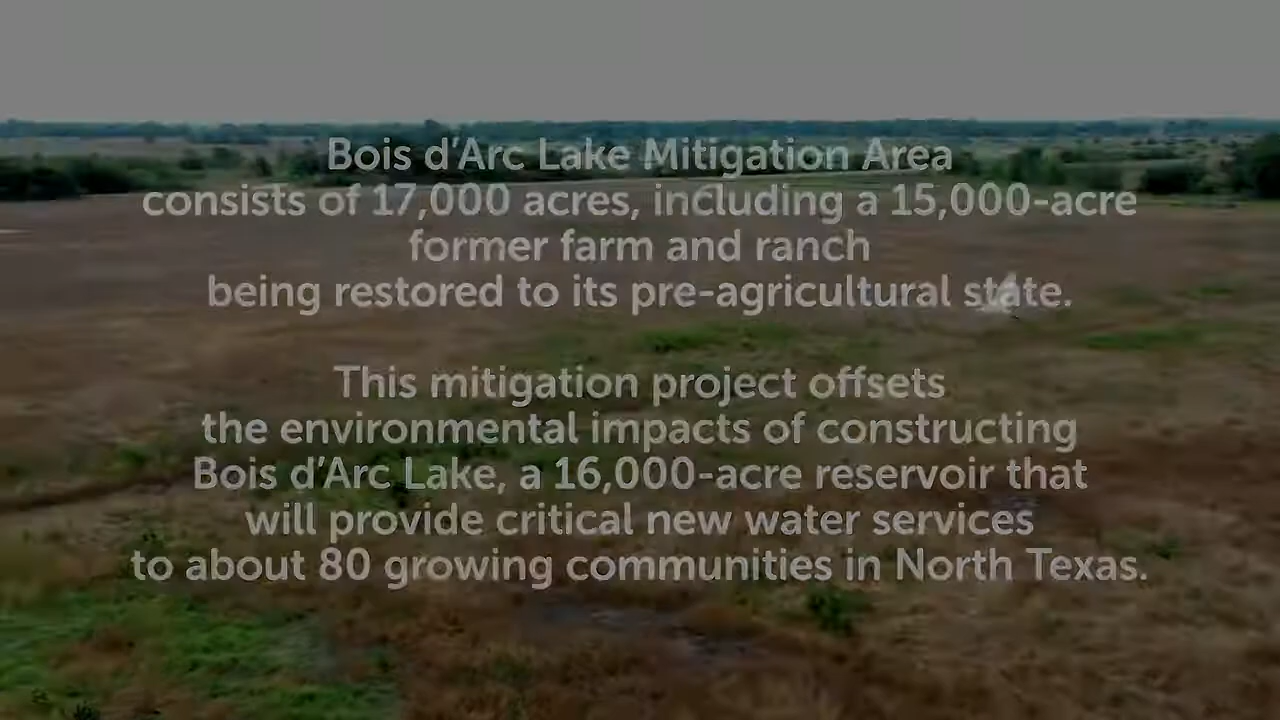 Bois d’Arc Lake Mitigation Area
consists of 17,000 acres, including a 15,000-acre
former farm and ranch
being restored to its pre-agricultural state.
This mitigation project offsets
the environmental impacts of constructing
Bois d’Arc Lake, a 16,000-acre reservoir that
will provide critical new water services
to about 80 growing communities in North Texas.